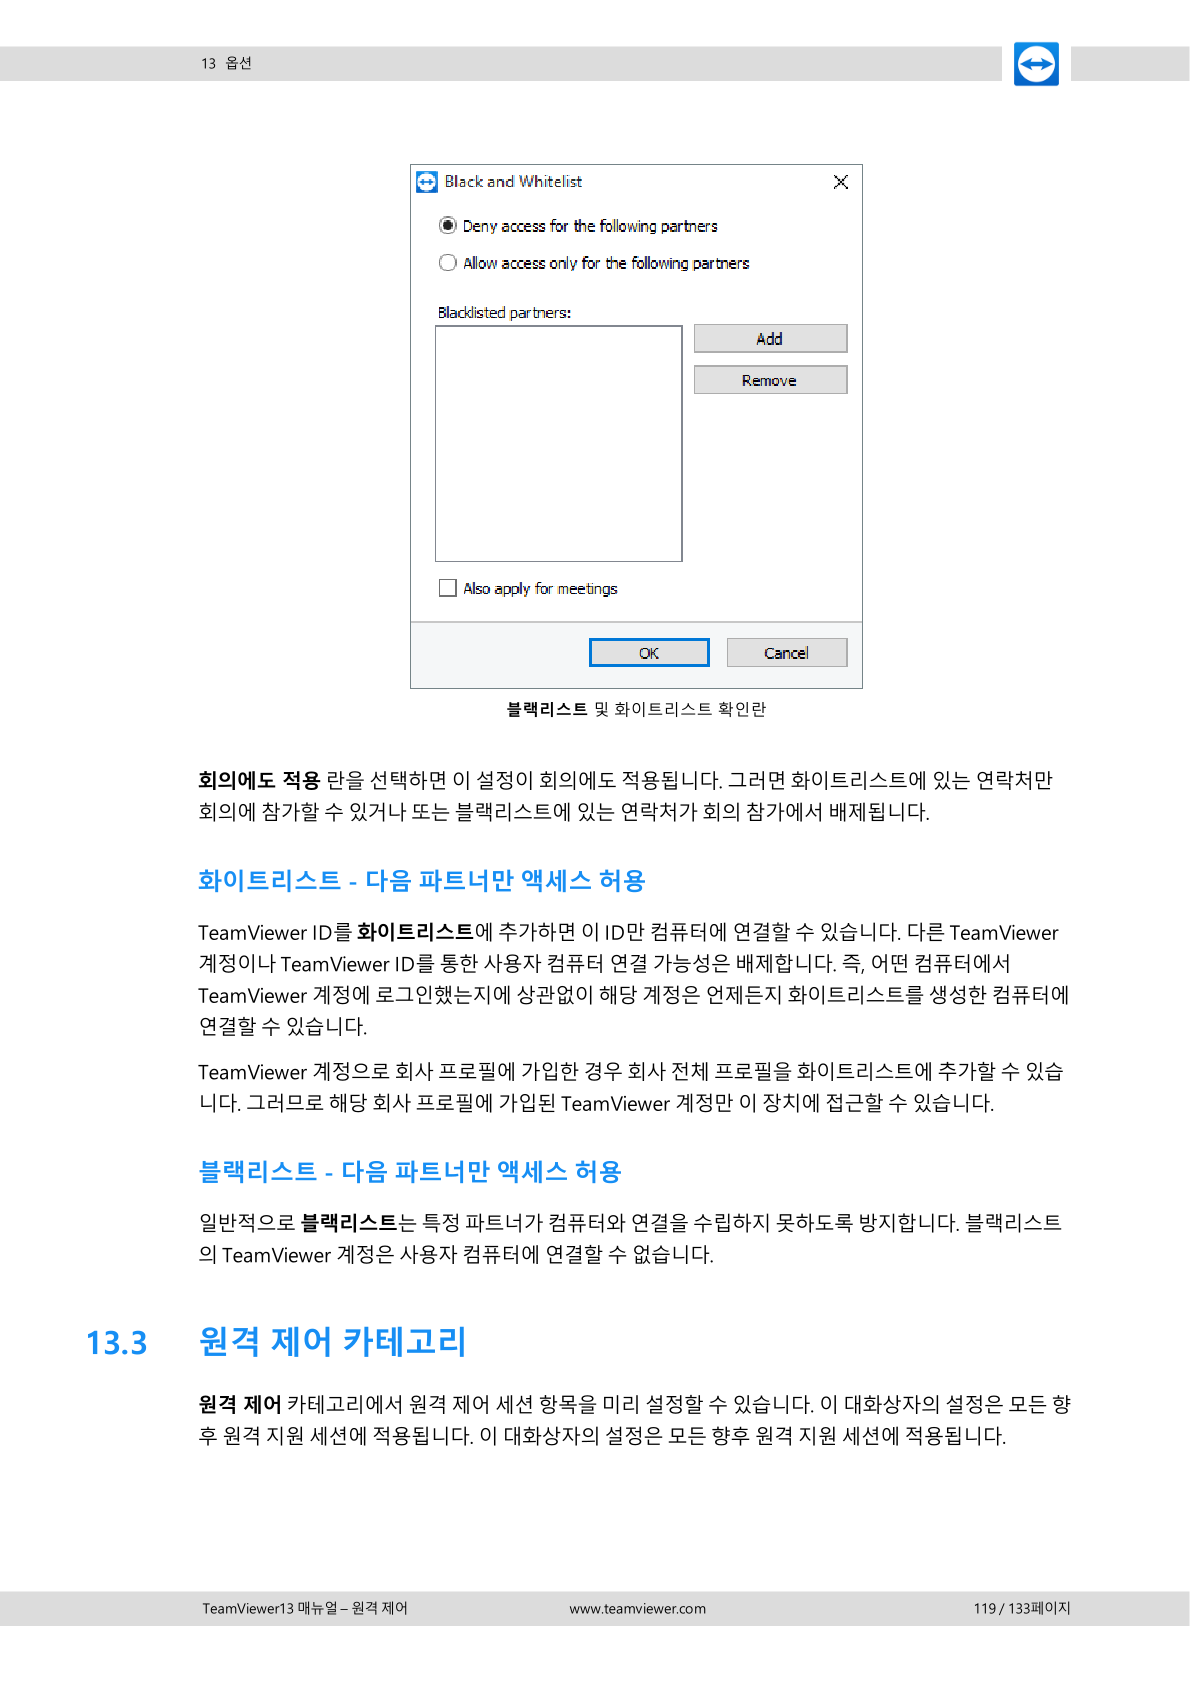 13 옵션
Black and Whitelist
Deny access for the following partners
Allow access only for the following partners
Blacklisted partners:
Add
Remove
Also apply for meetings
OK
Cancel
블랙리스트 및 화이트리스트 확인란
회의에도 적용 란을 선택하면 이 설정이 회의에도 적용됩니다. 그러면 화이트리스트에 있는 연락처만
회의에 참가할 수 있거나 또는 블랙리스트에 있는 연락처가 회의 참가에서 배제됩니다.
화이트리스트 - 다음 파트너만 액세스 허용
TeamViewer ID를 화이트리스트에 추가하면 이 ID만 컴퓨터에 연결할 수 있습니다. 다른 TeamViewer
계정이나 TeamViewer ID를 통한 사용자 컴퓨터 연결 가능성은 배제합니다. 즉, 어떤 컴퓨터에서
TeamViewer 계정에 로그인했는지에 상관없이 해당 계정은 언제든지 화이트리스트를 생성한 컴퓨터에
연결할 수 있습니다.
TeamViewer 계정으로 회사 프로필에 가입한 경우 회사 전체 프로필을 화이트리스트에 추가할 수 있습
니다. 그러므로 해당 회사 프로필에 가입된 TeamViewer 계정만 이 장치에 접근할 수 있습니다.
블랙리스트 - 다음 파트너만 액세스 허용
일반적으로 블랙리스트는 특정 파트너가 컴퓨터와 연결을 수립하지 못하도록 방지합니다. 블랙리스트
의 TeamViewer 계정은 사용자 컴퓨터에 연결할 수 없습니다.
13.3 원격 제어 카테고리
원격 제어 카테고리에서 원격 제어 세션 항목을 미리 설정할 수 있습니다. 이 대화상자의 설정은 모든 향
후 원격 지원 세션에 적용됩니다. 이 대화상자의 설정은 모든 향후 원격 지원 세션에 적용됩니다.
TeamViewer13 매뉴얼 – 원격 제어 www.teamviewer.com 119 / 133페이지